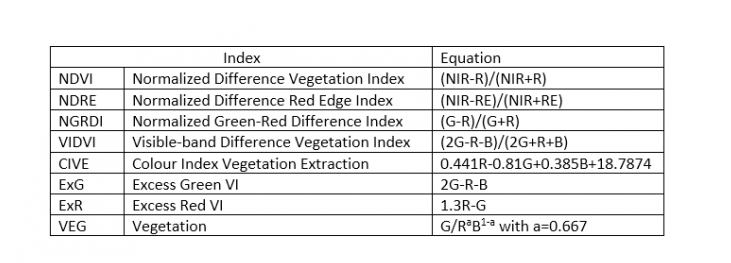 Index Equation
NDVI Normalized Difference Vegetation Index (NIR-R)/(NIR+R)
NDRE Normalized Difference Red Edge Index (NIR-RE)/(NIR+RE)
NGRDI Normalized Green-Red Difference Index (G-R)/(G+R)
VIDVI Visible-band Difference Vegetation Index (2G-R-B)/(2G+R+B)
CIVE Colour Index Vegetation Extraction 0.441R-0.81G+0.385B+18.7874
ExG Excess Green VI 2G-R-B
ExR Excess Red VI 1.3R-G
VEG Vegetation G/RᵃB¹⁻ᵃ with a=0.667